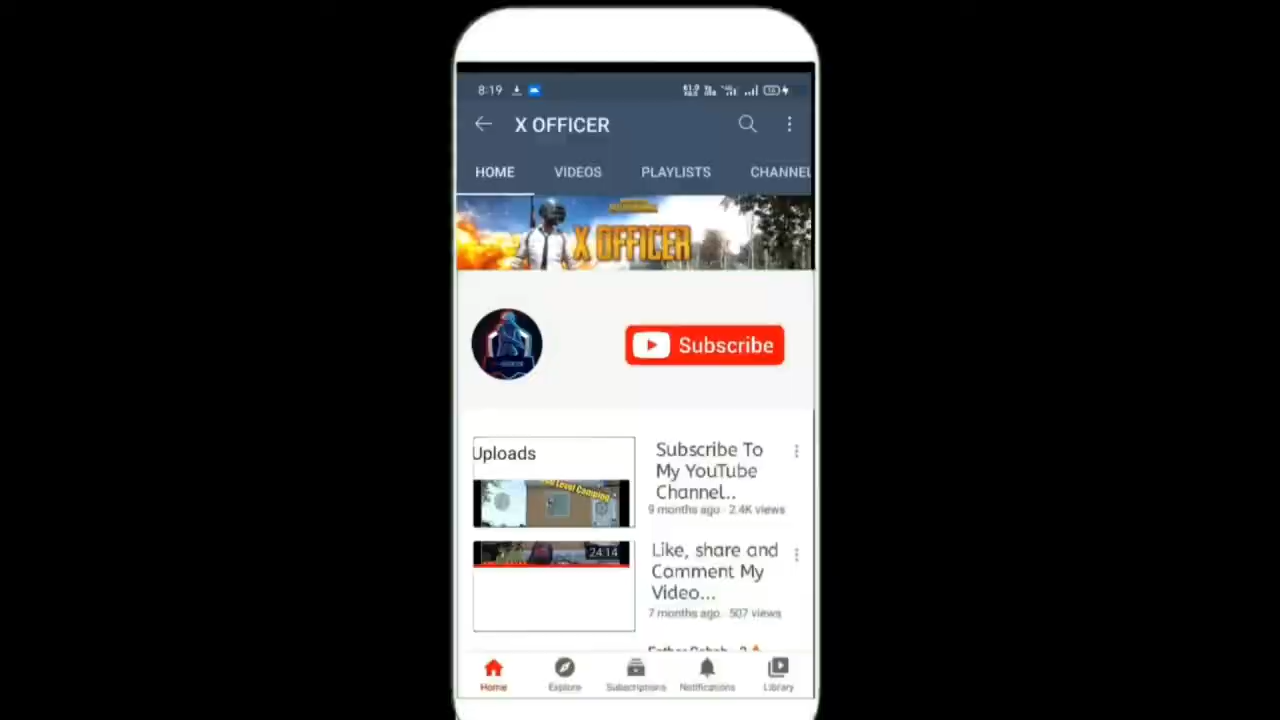 8:19
X OFFICER
HOME VIDEOS PLAYLISTS CHANNEL
X OFFICER
Subscribe
Uploads
Subscribe To
My YouTube
Channel..
9 months ago · 2.4K views
Level Camping
24:14
Like, share and
Comment My
Video...
7 months ago · 507 views
Home Explore Subscriptions Notifications Library